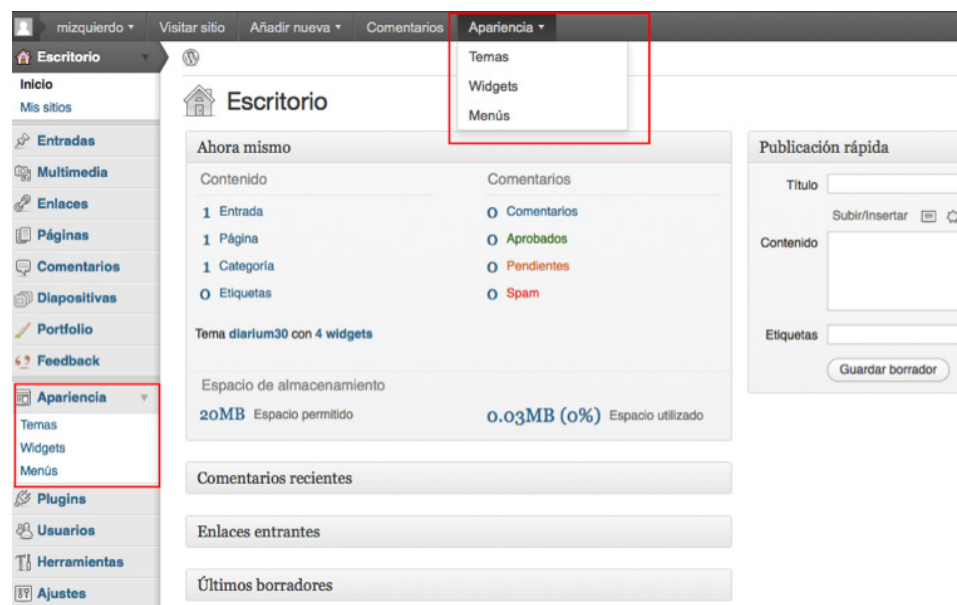 mizquierdo Visitar sitio Añadir nueva Comentarios Apariencia
Temas
Widgets
Menús
Escritorio
Inicio
Mis sitios
Entradas
Multimedia
Enlaces
Páginas
Comentarios
Diapositivas
Portfolio
Feedback
Apariencia
Temas
Widgets
Menús
Plugins
Usuarios
Herramientas
Ajustes
Escritorio
Ahora mismo
Contenido
1 Entrada
1 Página
1 Categoría
0 Etiquetas
Comentarios
0 Comentarios
0 Aprobados
0 Pendientes
0 Spam
Tema diarium30 con 4 widgets
Espacio de almacenamiento
20MB Espacio permitido
0.03MB (0%) Espacio utilizado
Comentarios recientes
Enlaces entrantes
Últimos borradores
Publicación rápida
Título
Subir/Insertar
Contenido
Etiquetas
Guardar borrador